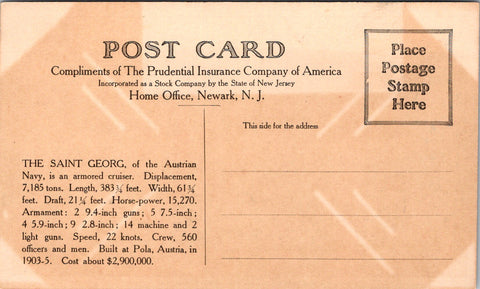 POST CARD
Compliments of The Prudential Insurance Company of America
Incorporated as a Stock Company by the State of New Jersey
Home Office, Newark, N. J.
Place
Postage
Stamp
Here
This side for the address
THE SAINT GEORG, of the Austrian
Navy, is an armored cruiser. Displacement,
7,185 tons. Length, 383¾ feet. Width, 61¾
feet. Draft, 21¼ feet. Horse-power, 15,270.
Armament: 2 9.4-inch guns; 5 7.5-inch;
4 5.9-inch; 9 2.8-inch; 14 machine and 2
light guns. Speed, 22 knots. Crew, 560
officers and men. Built at Pola, Austria, in
1903-5. Cost about $2,900,000.